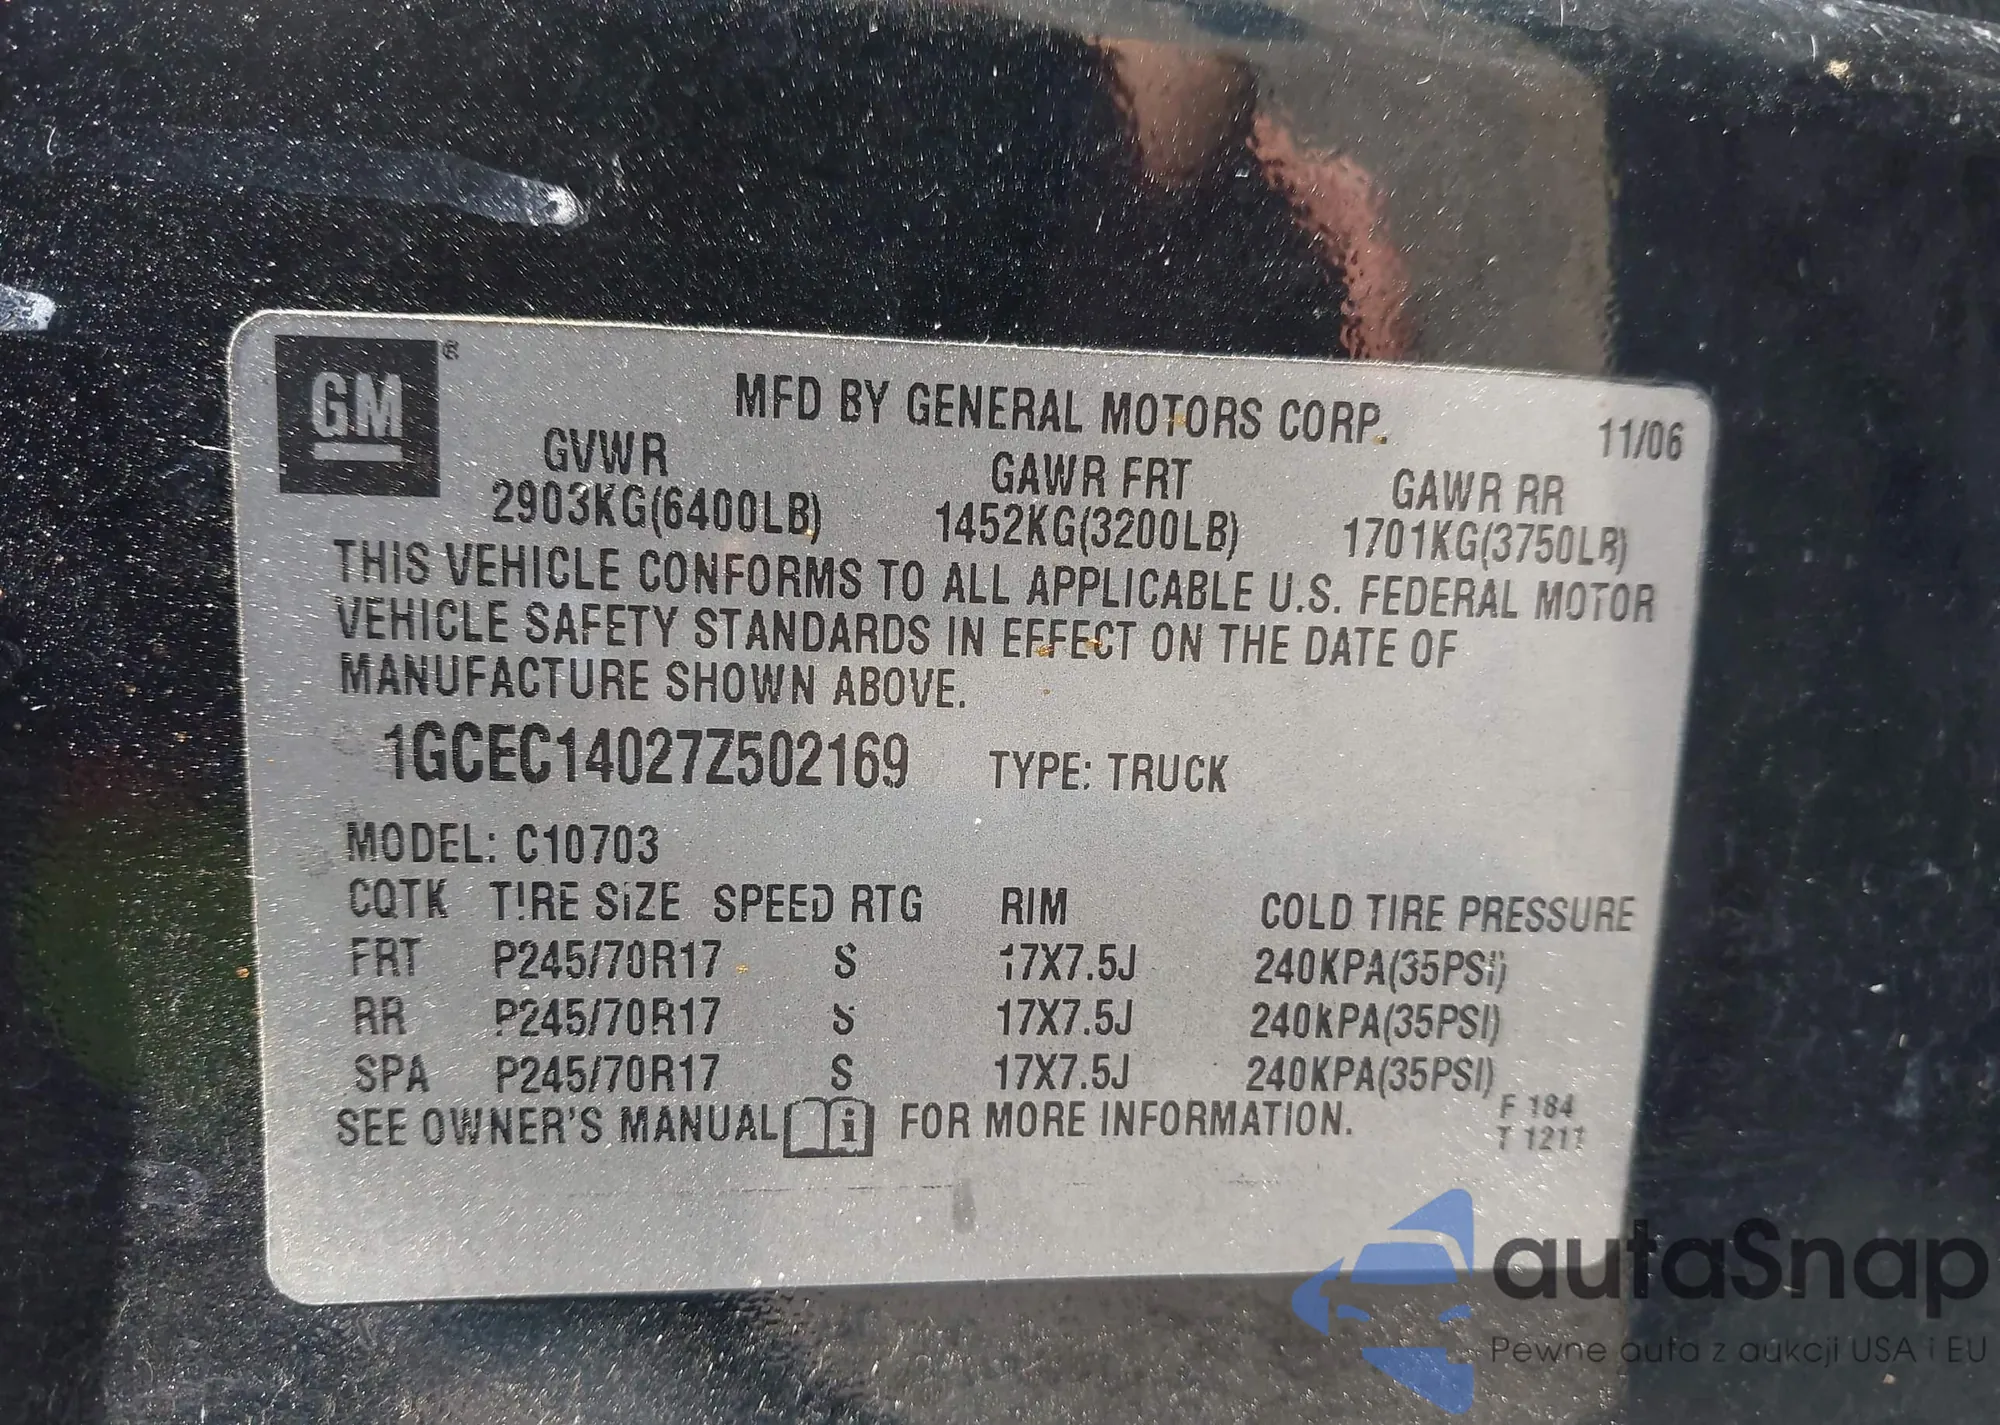 GM®
MFD BY GENERAL MOTORS CORP.
11/06
GVWR GAWR FRT GAWR RR
2903KG(6400LB) 1452KG(3200LB) 1701KG(3750LB)
THIS VEHICLE CONFORMS TO ALL APPLICABLE U.S. FEDERAL MOTOR
VEHICLE SAFETY STANDARDS IN EFFECT ON THE DATE OF
MANUFACTURE SHOWN ABOVE.
1GCEC14027Z502169 TYPE: TRUCK
MODEL: C10703
CQTK TIRE SIZE SPEED RTG RIM COLD TIRE PRESSURE
FRT P245/70R17 S 17X7.5J 240KPA(35PSI)
RR P245/70R17 S 17X7.5J 240KPA(35PSI)
SPA P245/70R17 S 17X7.5J 240KPA(35PSI)
SEE OWNER'S MANUAL i FOR MORE INFORMATION.
F 184
T 1211
autaSnap
Pewne auta z aukcji USA i EU